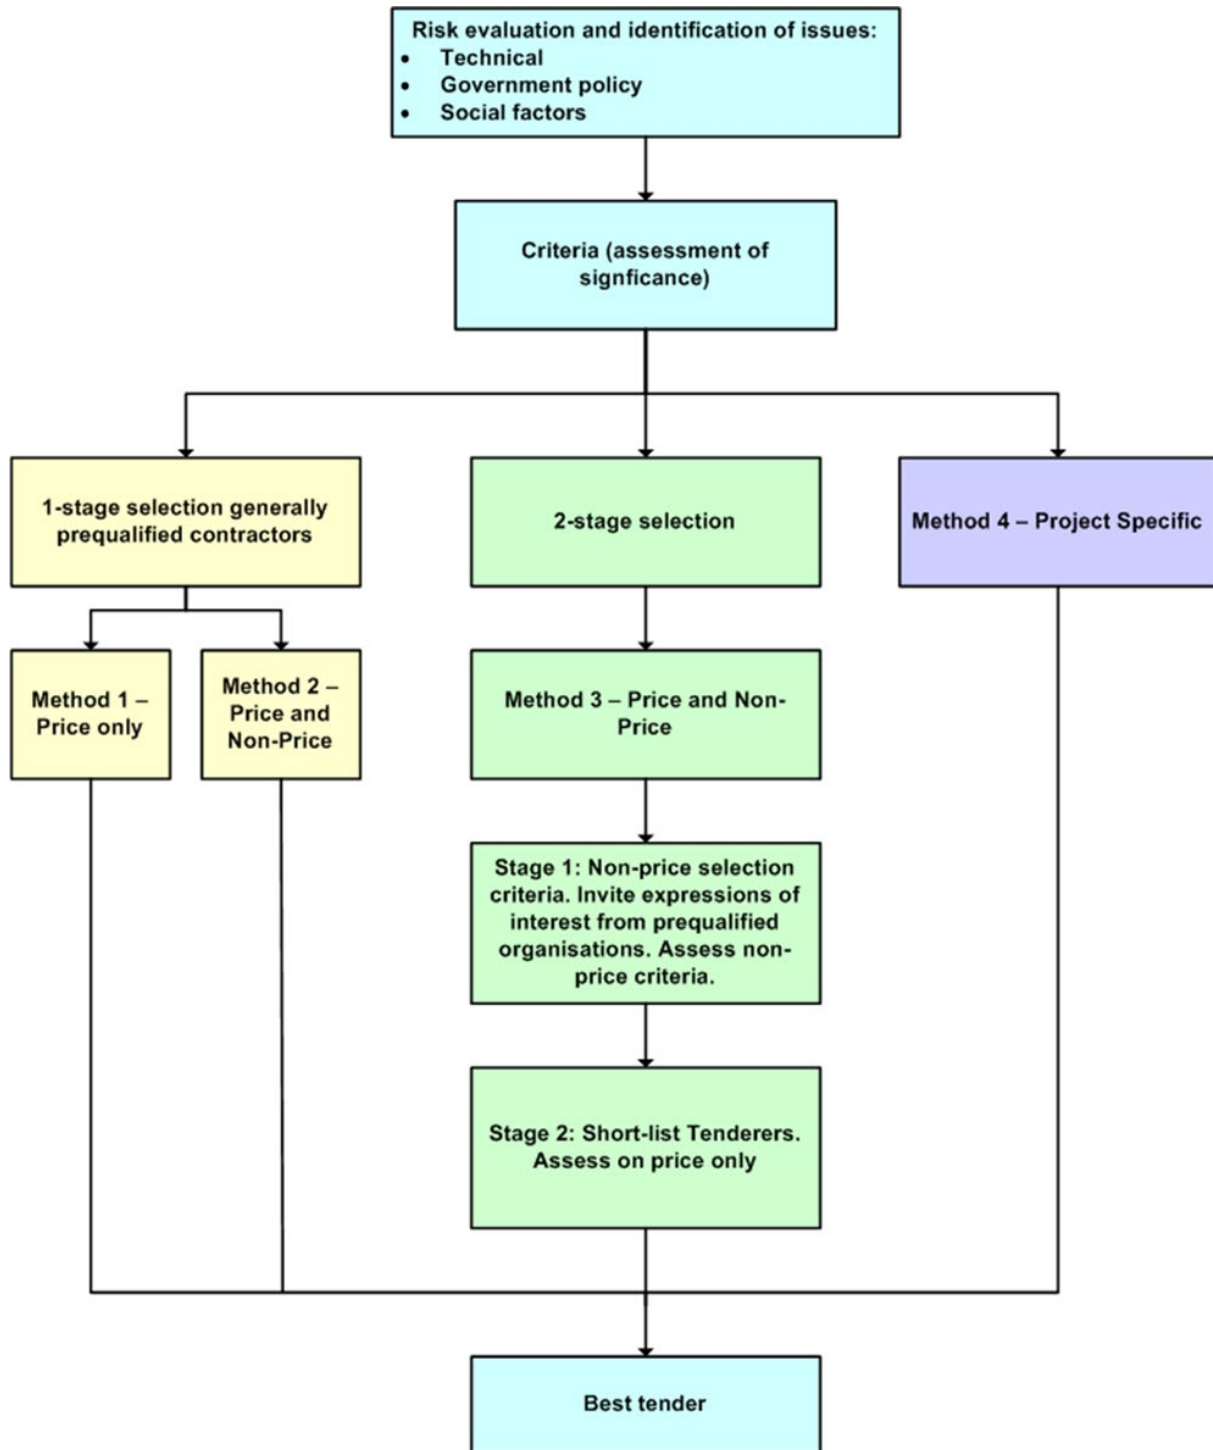 Risk evaluation and identification of issues:
• Technical
• Government policy
• Social factors
Criteria (assessment of
signficance)
1-stage selection generally
prequalified contractors
2-stage selection
Method 4 – Project Specific
Method 1 –
Price only
Method 2 –
Price and
Non-Price
Method 3 – Price and Non-
Price
Stage 1: Non-price selection
criteria. Invite expressions of
interest from prequalified
organisations. Assess non-
price criteria.
Stage 2: Short-list Tenderers.
Assess on price only
Best tender